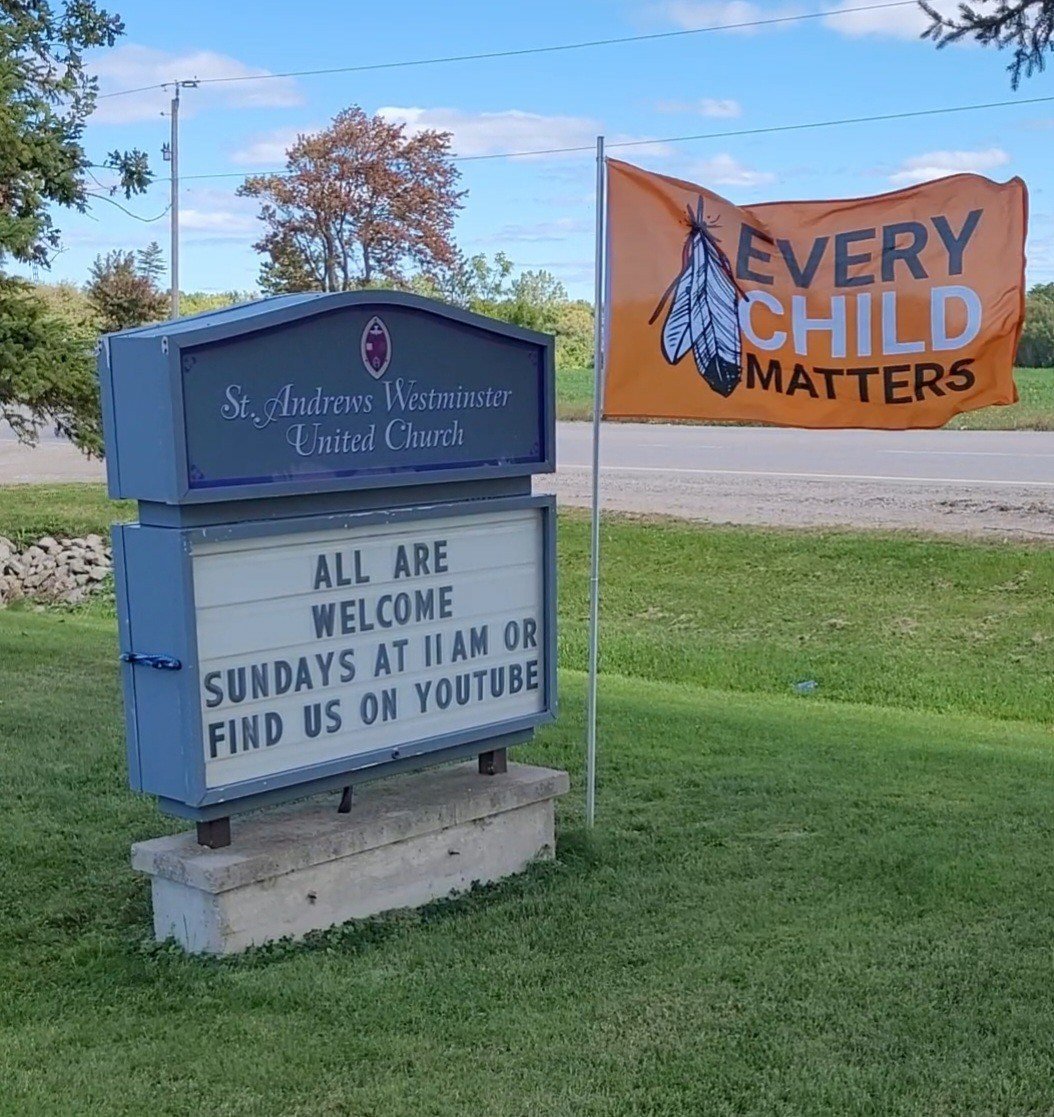 St. Andrews Westminster
United Church
ALL ARE
WELCOME
SUNDAYS AT 11 AM OR
FIND US ON YOUTUBE
EVERY
CHILD
MATTERS